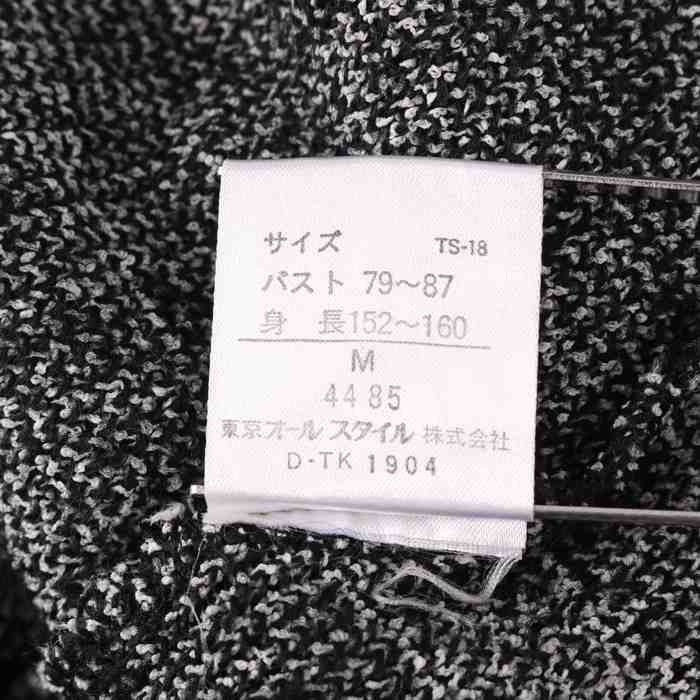 サイズ TS-18
バスト 79〜87
身 長152〜160
M
44 85
東京オールスタイル株式会社
D-TK 1904